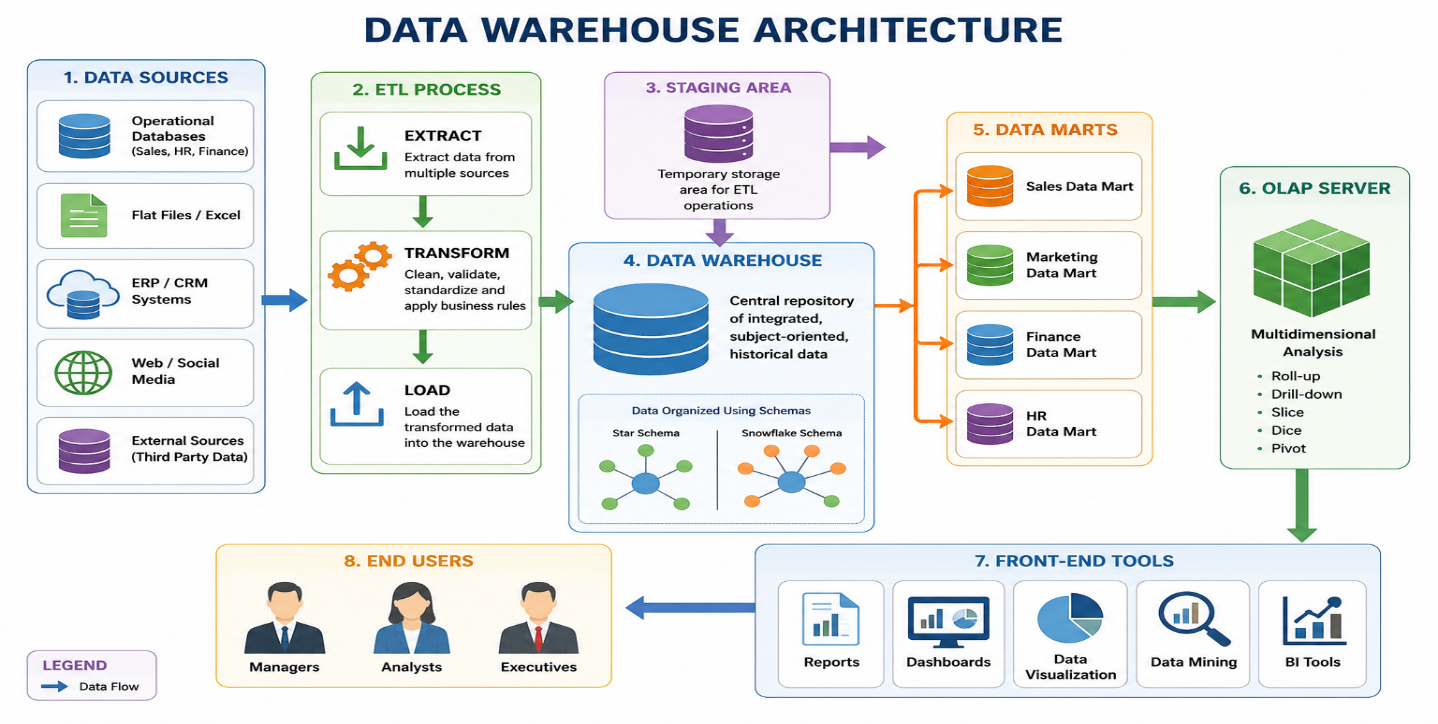 DATA WAREHOUSE ARCHITECTURE
1. DATA SOURCES
Operational
Databases
(Sales, HR, Finance)
Flat Files / Excel
ERP / CRM
Systems
Web / Social
Media
External Sources
(Third Party Data)
2. ETL PROCESS
EXTRACT
Extract data from
multiple sources
TRANSFORM
Clean, validate,
standardize and
apply business rules
LOAD
Load the
transformed data
into the warehouse
3. STAGING AREA
Temporary storage
area for ETL
operations
4. DATA WAREHOUSE
Central repository
of integrated,
subject-oriented,
historical data
Data Organized Using Schemas
Star Schema
Snowflake Schema
5. DATA MARTS
Sales Data Mart
Marketing
Data Mart
Finance
Data Mart
HR
Data Mart
6. OLAP SERVER
Multidimensional
Analysis
• Roll-up
• Drill-down
• Slice
• Dice
• Pivot
7. FRONT-END TOOLS
Reports
Dashboards
Data
Visualization
Data Mining
BI Tools
8. END USERS
Managers
Analysts
Executives
LEGEND
Data Flow